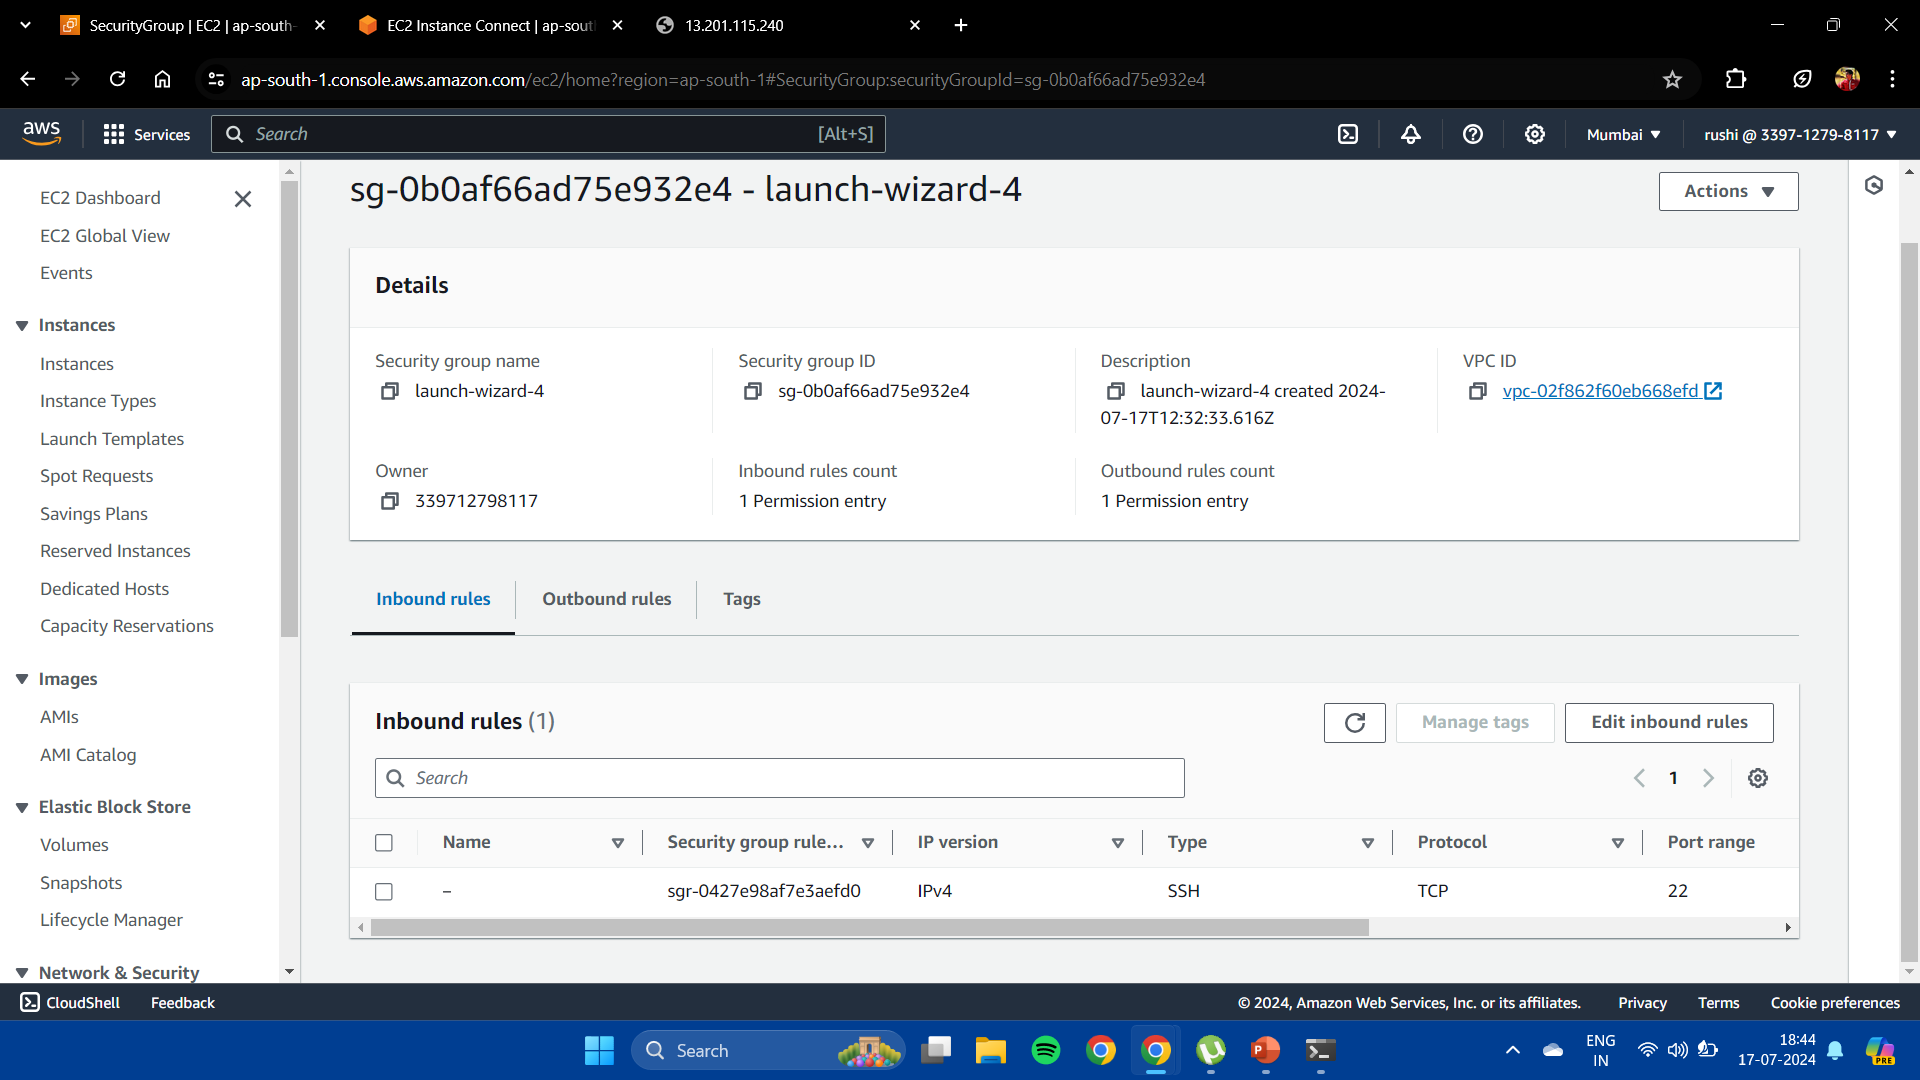 SecurityGroup | EC2 | ap-south-
EC2 Instance Connect | ap-sout
13.201.115.240
ap-south-1.console.aws.amazon.com/ec2/home?region=ap-south-1#SecurityGroup:securityGroupId=sg-0b0af66ad75e932e4
aws
Services
Search
[Alt+S]
Mumbai
rushi @ 3397-1279-8117
EC2 Dashboard
EC2 Global View
Events
Instances
Instances
Instance Types
Launch Templates
Spot Requests
Savings Plans
Reserved Instances
Dedicated Hosts
Capacity Reservations
Images
AMIs
AMI Catalog
Elastic Block Store
Volumes
Snapshots
Lifecycle Manager
Network & Security
sg-0b0af66ad75e932e4 - launch-wizard-4
Actions
Details
Security group name
launch-wizard-4
Security group ID
sg-0b0af66ad75e932e4
Description
launch-wizard-4 created 2024-
07-17T12:32:33.616Z
VPC ID
vpc-02f862f60eb668efd
Owner
339712798117
Inbound rules count
1 Permission entry
Outbound rules count
1 Permission entry
Inbound rules
Outbound rules
Tags
Inbound rules (1)
Manage tags
Edit inbound rules
Search
1
Name
Security group rule...
IP version
Type
Protocol
Port range
–
sgr-0427e98af7e3aefd0
IPv4
SSH
TCP
22
CloudShell
Feedback
© 2024, Amazon Web Services, Inc. or its affiliates.
Privacy
Terms
Cookie preferences
Search
P
ENG
IN
18:44
17-07-2024
PRE